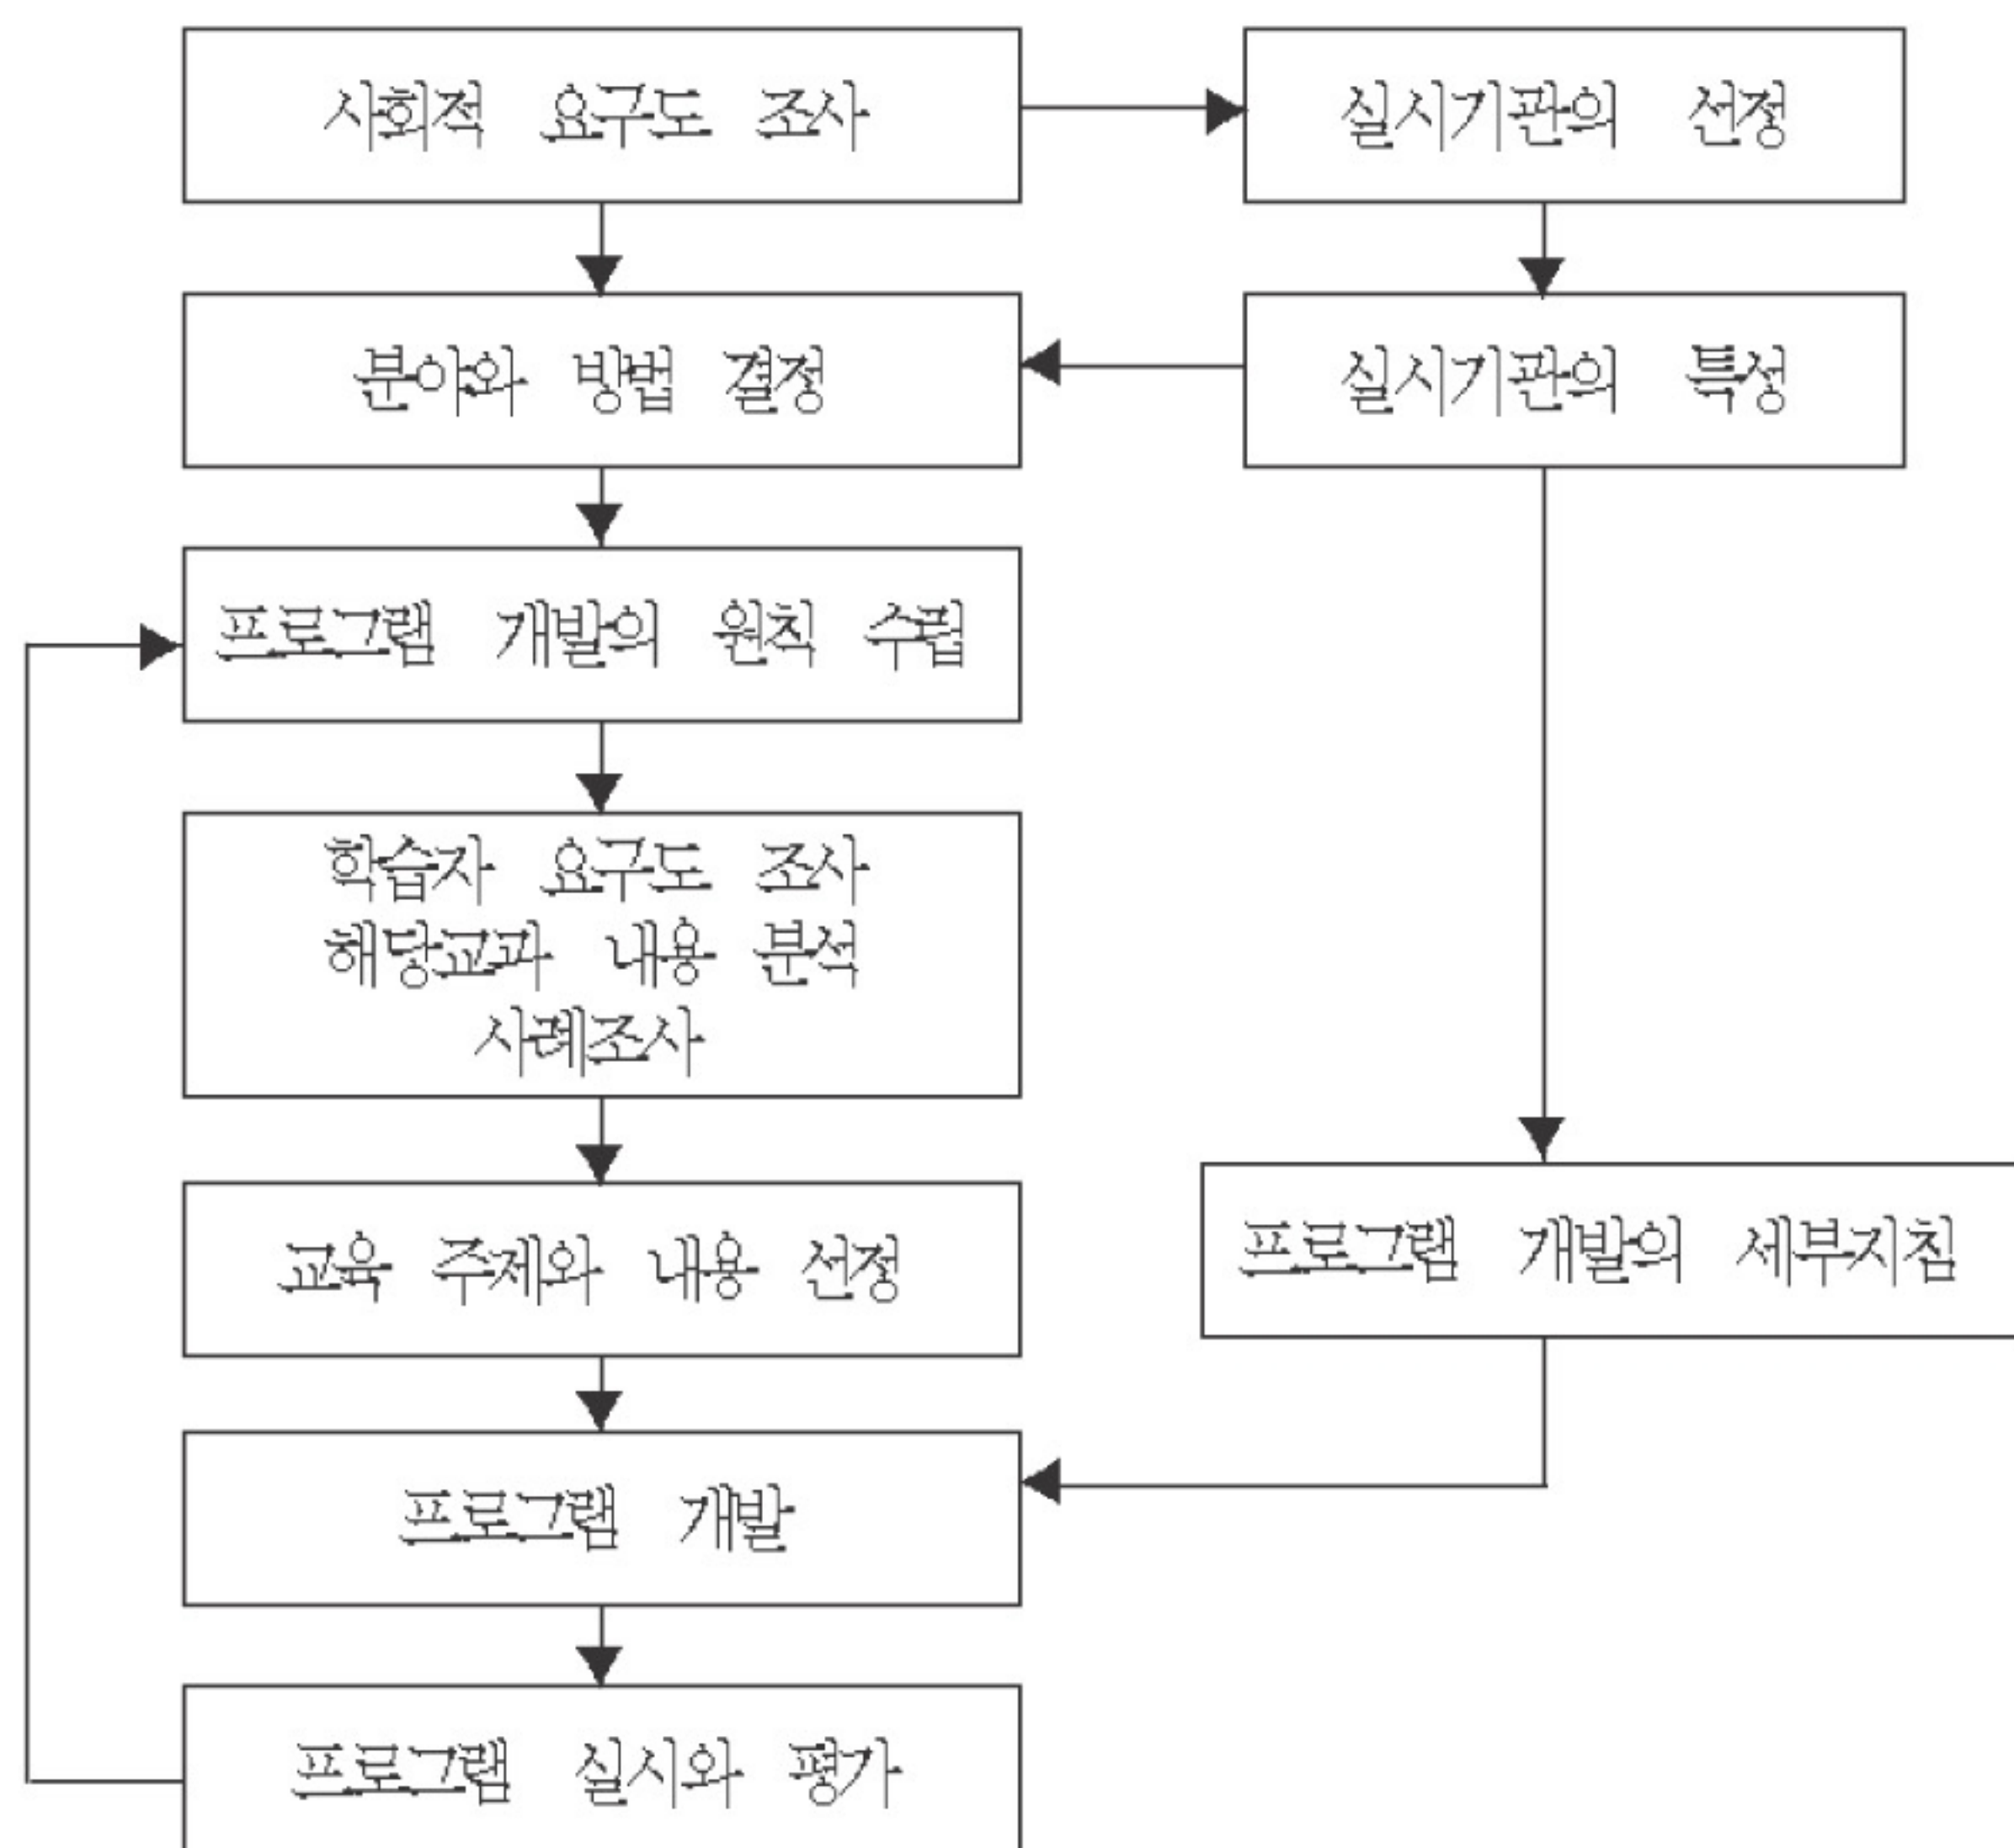 사회적 요구도 조사
실시기관의 선정
분야와 방법 결정
실시기관의 특성
프로그램 개발의 원칙 수립
학습자 요구도 조사
해당교과 내용 분석
사례조사
교육 주제와 내용 선정
프로그램 개발의 세부지침
프로그램 개발
프로그램 실시와 평가